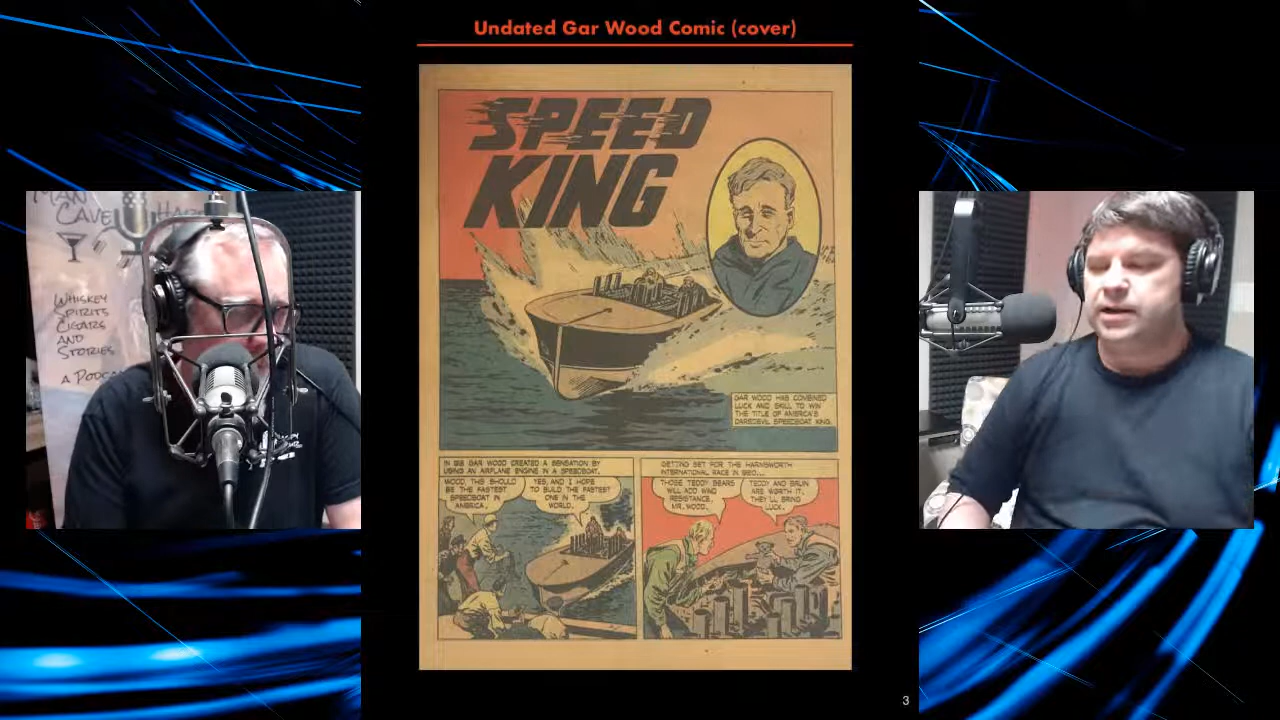 Undated Gar Wood Comic (cover)
SPEED
KING
GAR WOOD HAS COMBINED
LUCK AND SKILL TO WIN
THE TITLE OF AMERICA'S
DAREDEVIL SPEEDBOAT KING.
GAR WOOD CREATED A SENSATION BY
USING AN AIRPLANE ENGINE IN A SPEEDBOAT.
WOOD, THIS SHOULD
BE THE FASTEST
SPEEDBOAT IN
AMERICA.
YES, AND I HOPE
TO BUILD THE FASTEST
ONE IN THE
WORLD.
GETTING SET FOR THE HARMSWORTH
INTERNATIONAL RACE IN
THOSE TEDDY BEARS
WILL ADD WIND
RESISTANCE,
MR. WOOD.
TEDDY AND BRUIN
ARE WORTH IT.
THEY'LL BRING
LUCK.
MAN
CAVE
WHISKEY
SPIRITS
CIGARS
AND
STORIES
A PODCA
3